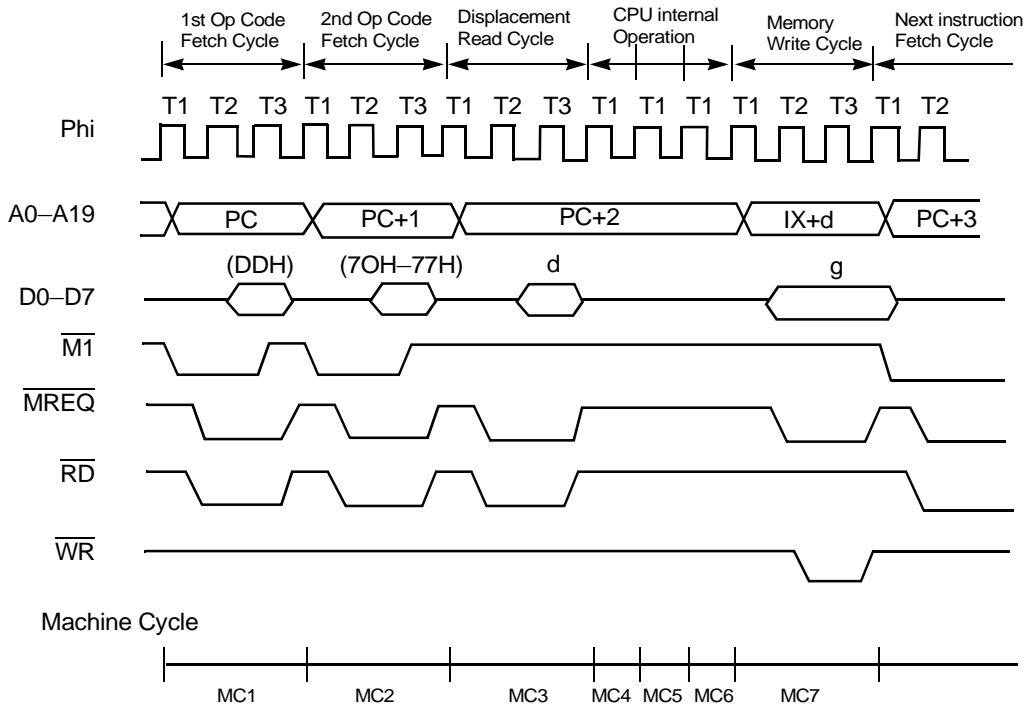 1st Op Code
Fetch Cycle
2nd Op Code
Fetch Cycle
Displacement
Read Cycle
CPU internal
Operation
Memory
Write Cycle
Next instruction
Fetch Cycle
T1 T2 T3 T1 T2 T3 T1 T2 T3 T1 T1 T1 T1 T2 T3 T1 T2
Phi
A0–A19 PC PC+1 PC+2 IX+d PC+3
(DDH) (7OH–77H) d g
D0–D7
M1
MREQ
RD
WR
Machine Cycle
MC1 MC2 MC3 MC4 MC5 MC6 MC7